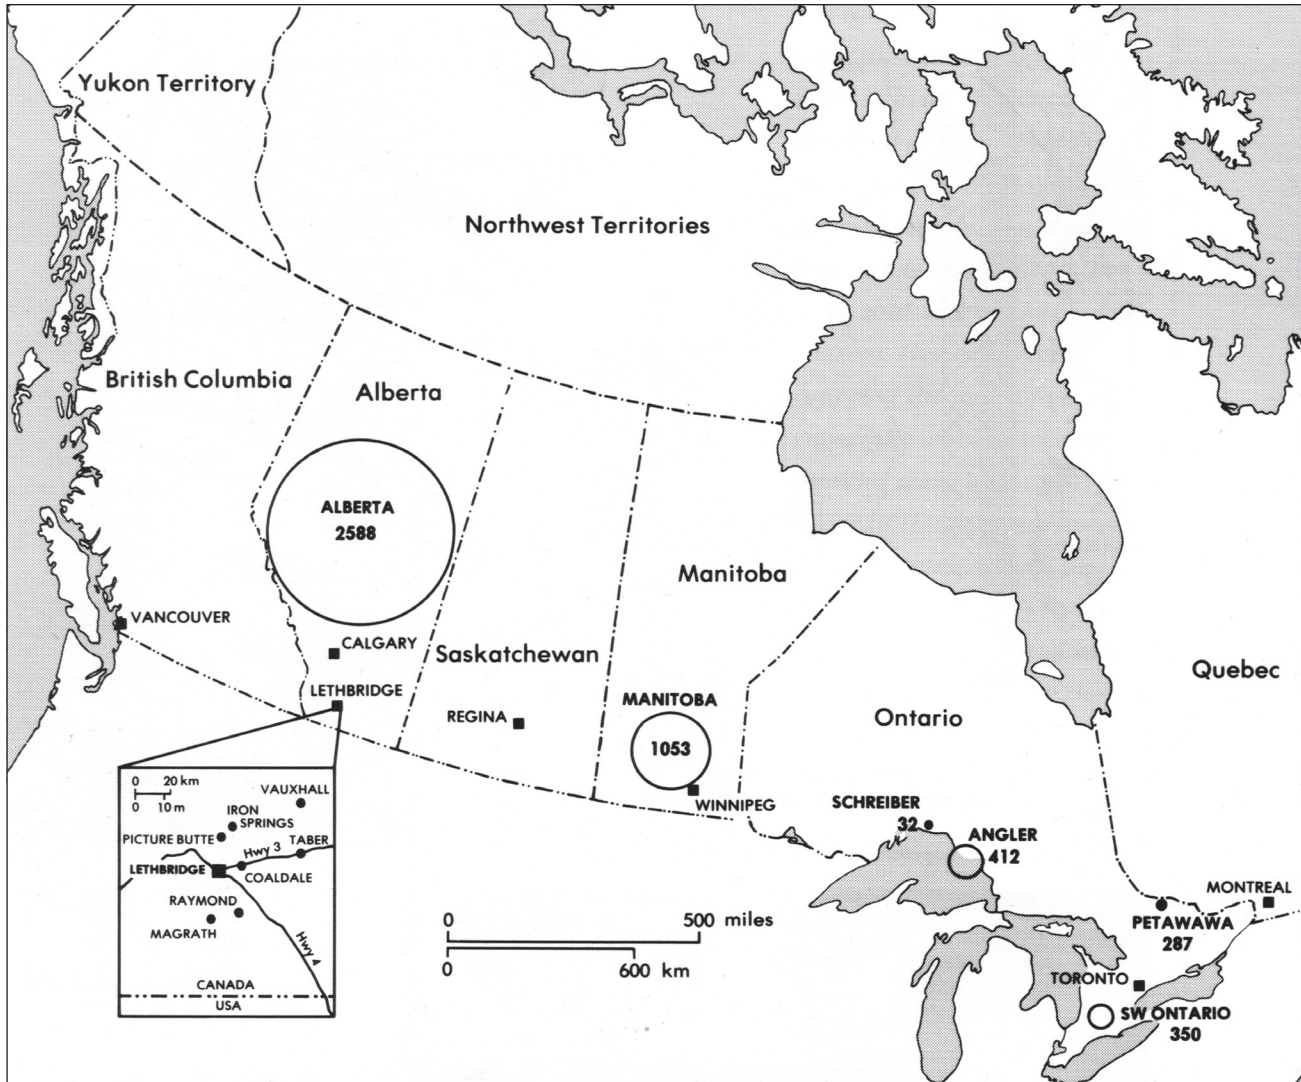 Yukon Territory
Northwest Territories
British Columbia
Alberta
ALBERTA
2588
Manitoba
VANCOUVER
CALGARY
Saskatchewan
Quebec
LETHBRIDGE
MANITOBA
REGINA
Ontario
1053
WINNIPEG
SCHREIBER
32
ANGLER
412
0 20 km
0 10 m
VAUXHALL
IRON
SPRINGS
PICTURE BUTTE
TABER
Hwy 3
LETHBRIDGE
COALDALE
RAYMOND
MAGRATH
Hwy 4
CANADA
USA
0 500 miles
0 600 km
MONTREAL
PETAWAWA
287
TORONTO
SW ONTARIO
350